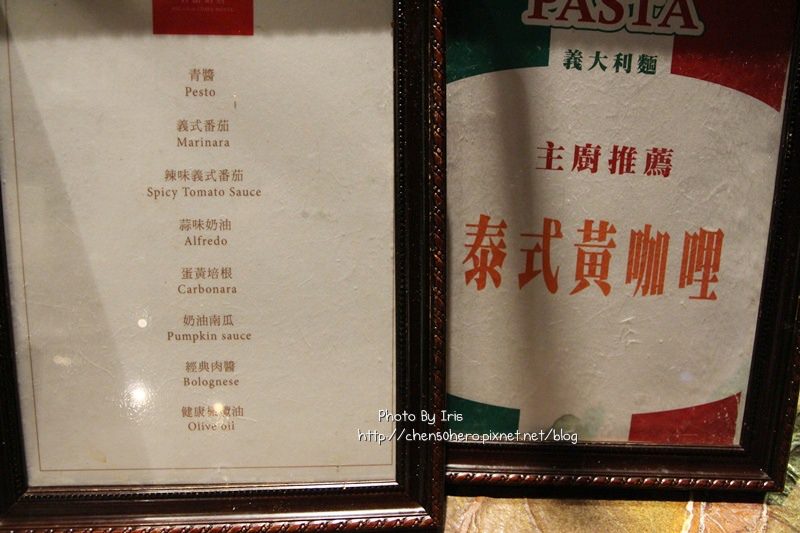 青醬
Pesto
義式番茄
Marinara
辣味義式番茄
Spicy Tomato Sauce
蒜味奶油
Alfredo
蛋黃培根
Carbonara
奶油南瓜
Pumpkin sauce
經典肉醬
Bolognese
健康橄欖油
Olive oil
PASTA
義大利麵
主廚推薦
泰式黃咖哩
Photo By Iris
http://chen50hero.pixnet.net/blog